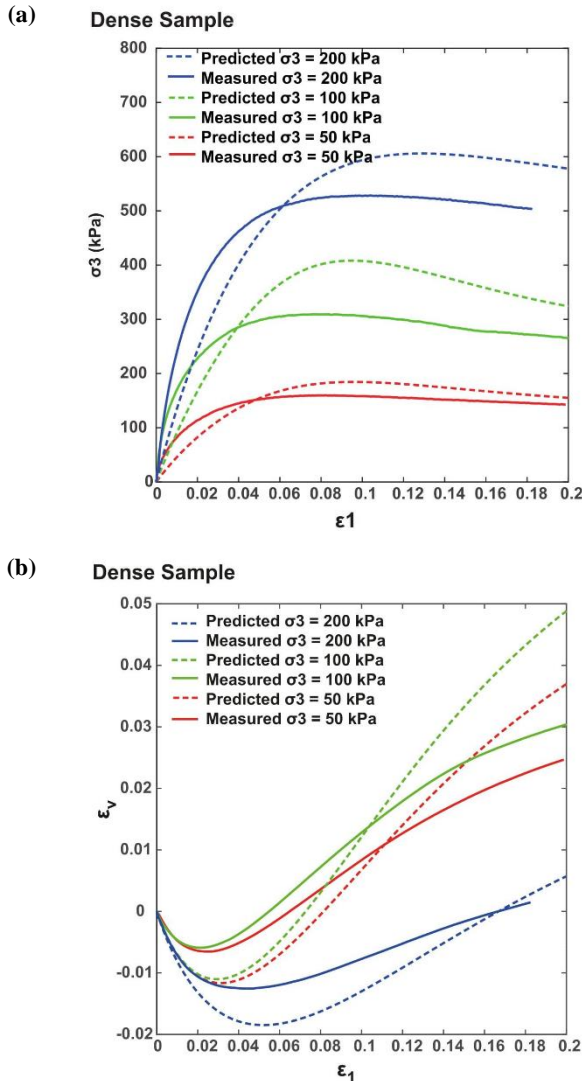 (a)
Dense Sample
800
700
600
500
400
300
200
100
0
σ3 (kPa)
Predicted σ3 = 200 kPa
Measured σ3 = 200 kPa
Predicted σ3 = 100 kPa
Measured σ3 = 100 kPa
Predicted σ3 = 50 kPa
Measured σ3 = 50 kPa
0 0.02 0.04 0.06 0.08 0.1 0.12 0.14 0.16 0.18 0.2
ε1
(b)
Dense Sample
0.05
0.04
0.03
0.02
0.01
0
-0.01
-0.02
εv
Predicted σ3 = 200 kPa
Measured σ3 = 200 kPa
Predicted σ3 = 100 kPa
Measured σ3 = 100 kPa
Predicted σ3 = 50 kPa
Measured σ3 = 50 kPa
0 0.02 0.04 0.06 0.08 0.1 0.12 0.14 0.16 0.18 0.2
ε1